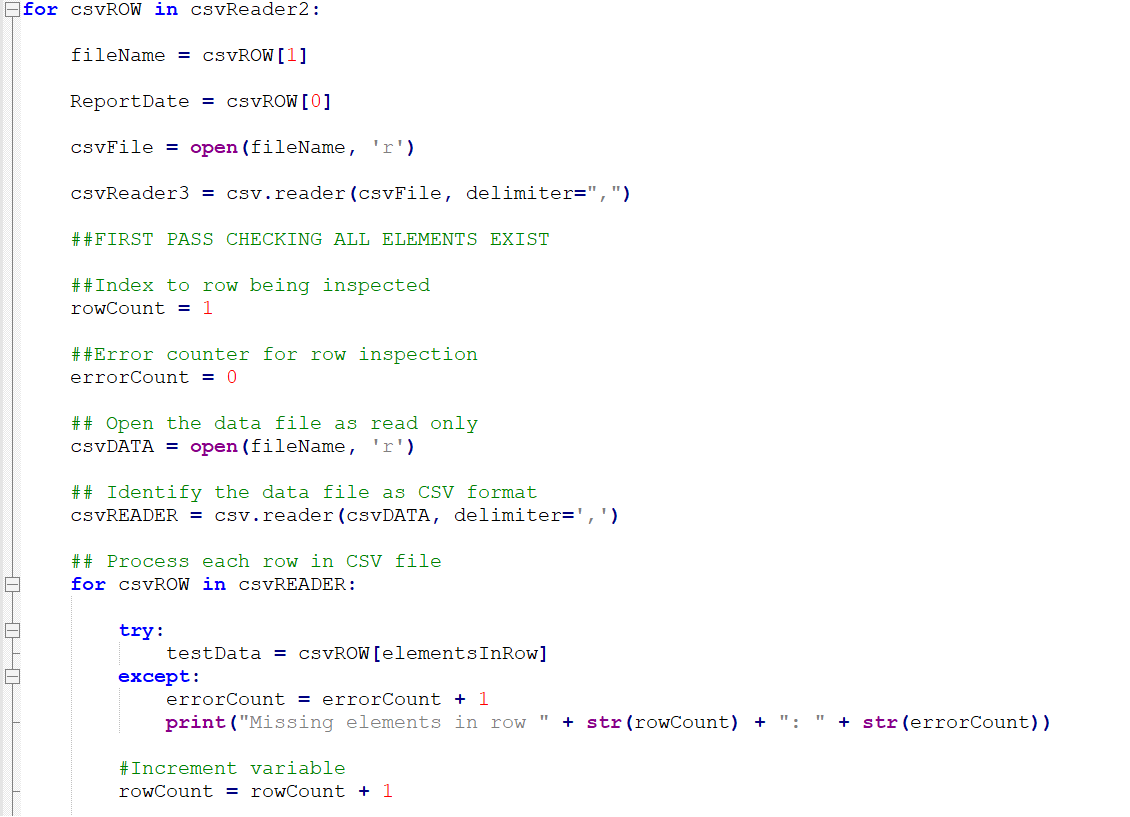 for csvROW in csvReader2:
    fileName = csvROW[1]
    ReportDate = csvROW[0]
    csvFile = open(fileName, 'r')
    csvReader3 = csv.reader(csvFile, delimiter=",")
    ##FIRST PASS CHECKING ALL ELEMENTS EXIST
    ##Index to row being inspected
    rowCount = 1
    ##Error counter for row inspection
    errorCount = 0
    ## Open the data file as read only
    csvDATA = open(fileName, 'r')
    ## Identify the data file as CSV format
    csvREADER = csv.reader(csvDATA, delimiter=',')
    ## Process each row in CSV file
    for csvROW in csvREADER:
        try:
            testData = csvROW[elementsInRow]
        except:
            errorCount = errorCount + 1
            print("Missing elements in row " + str(rowCount) + ": " + str(errorCount))
        #Increment variable
        rowCount = rowCount + 1